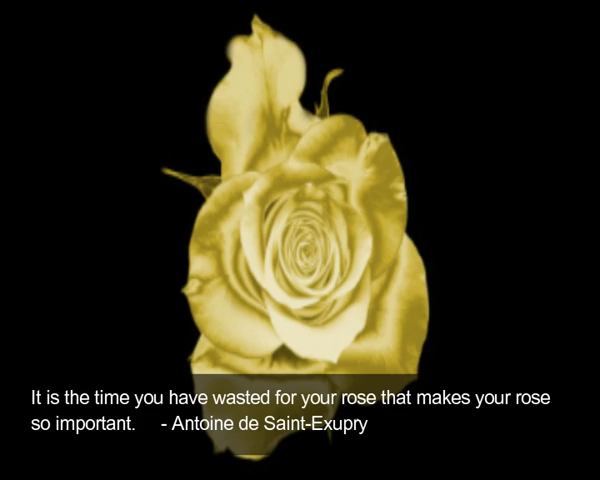 It is the time you have wasted for your rose that makes your rose
so important. - Antoine de Saint-Exupry